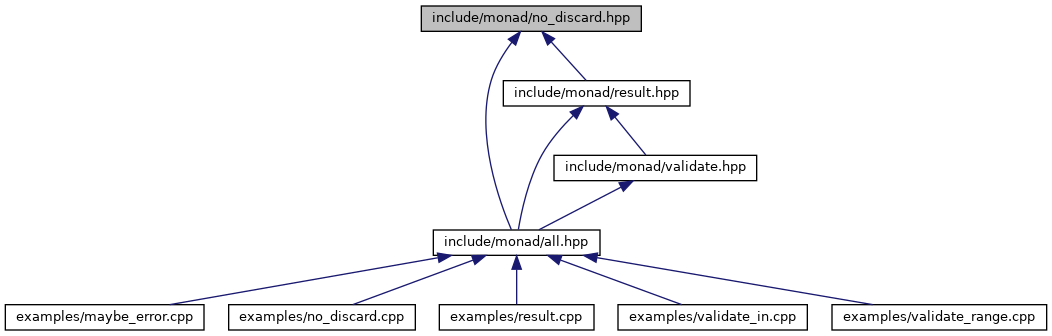 include/monad/no_discard.hpp
include/monad/result.hpp
include/monad/validate.hpp
include/monad/all.hpp
examples/maybe_error.cpp
examples/no_discard.cpp
examples/result.cpp
examples/validate_in.cpp
examples/validate_range.cpp